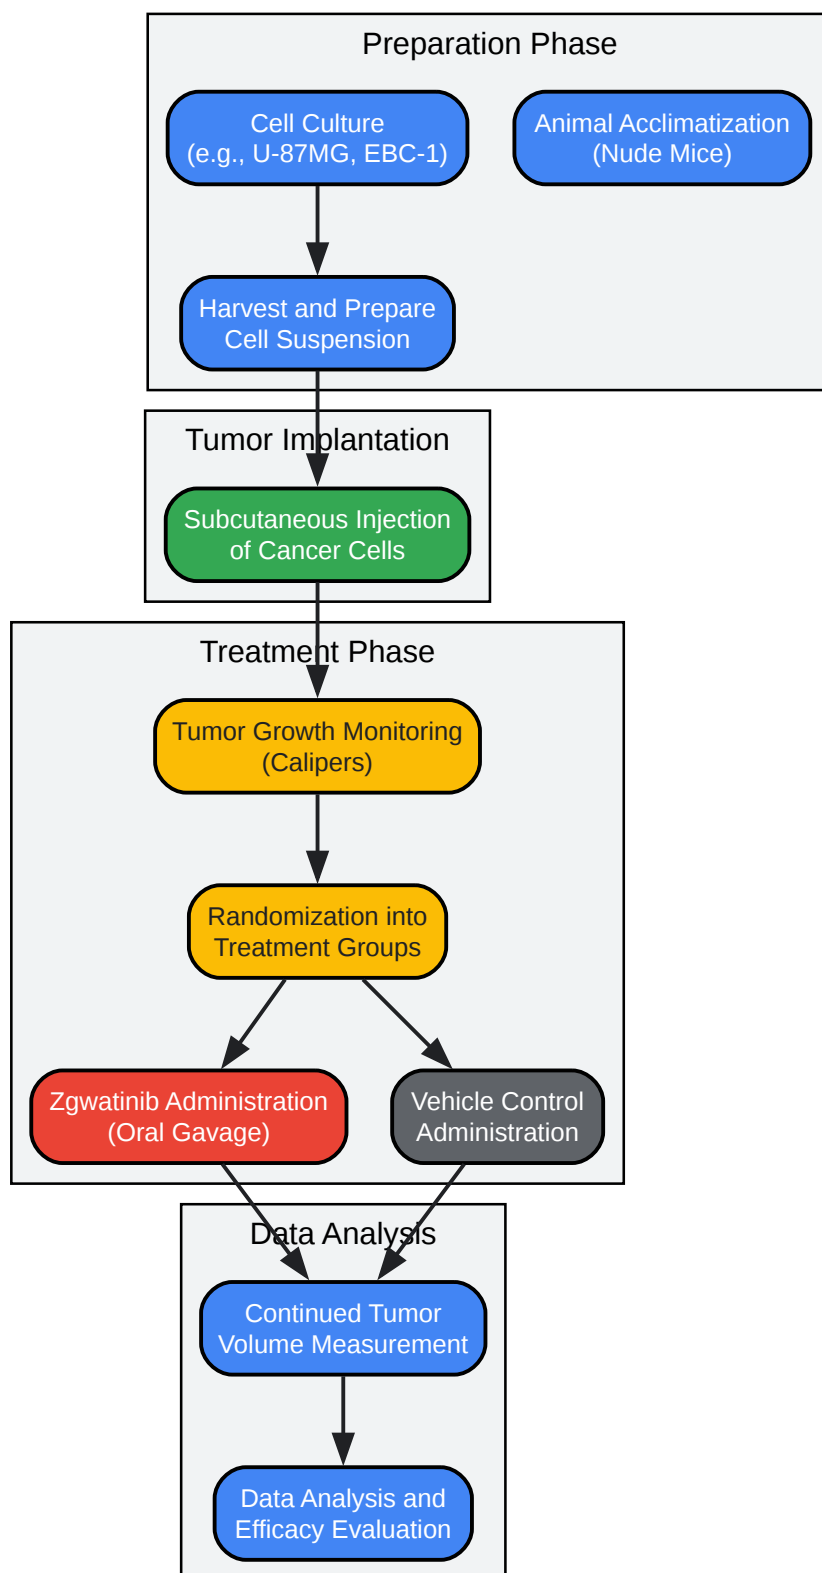 Preparation Phase
Cell Culture
(e.g., U-87MG, EBC-1)
Animal Acclimatization
(Nude Mice)
Harvest and Prepare
Cell Suspension
Tumor Implantation
Subcutaneous Injection
of Cancer Cells
Treatment Phase
Tumor Growth Monitoring
(Calipers)
Randomization into
Treatment Groups
Zgwatinib Administration
(Oral Gavage)
Vehicle Control
Administration
Data Analysis
Continued Tumor
Volume Measurement
Data Analysis and
Efficacy Evaluation